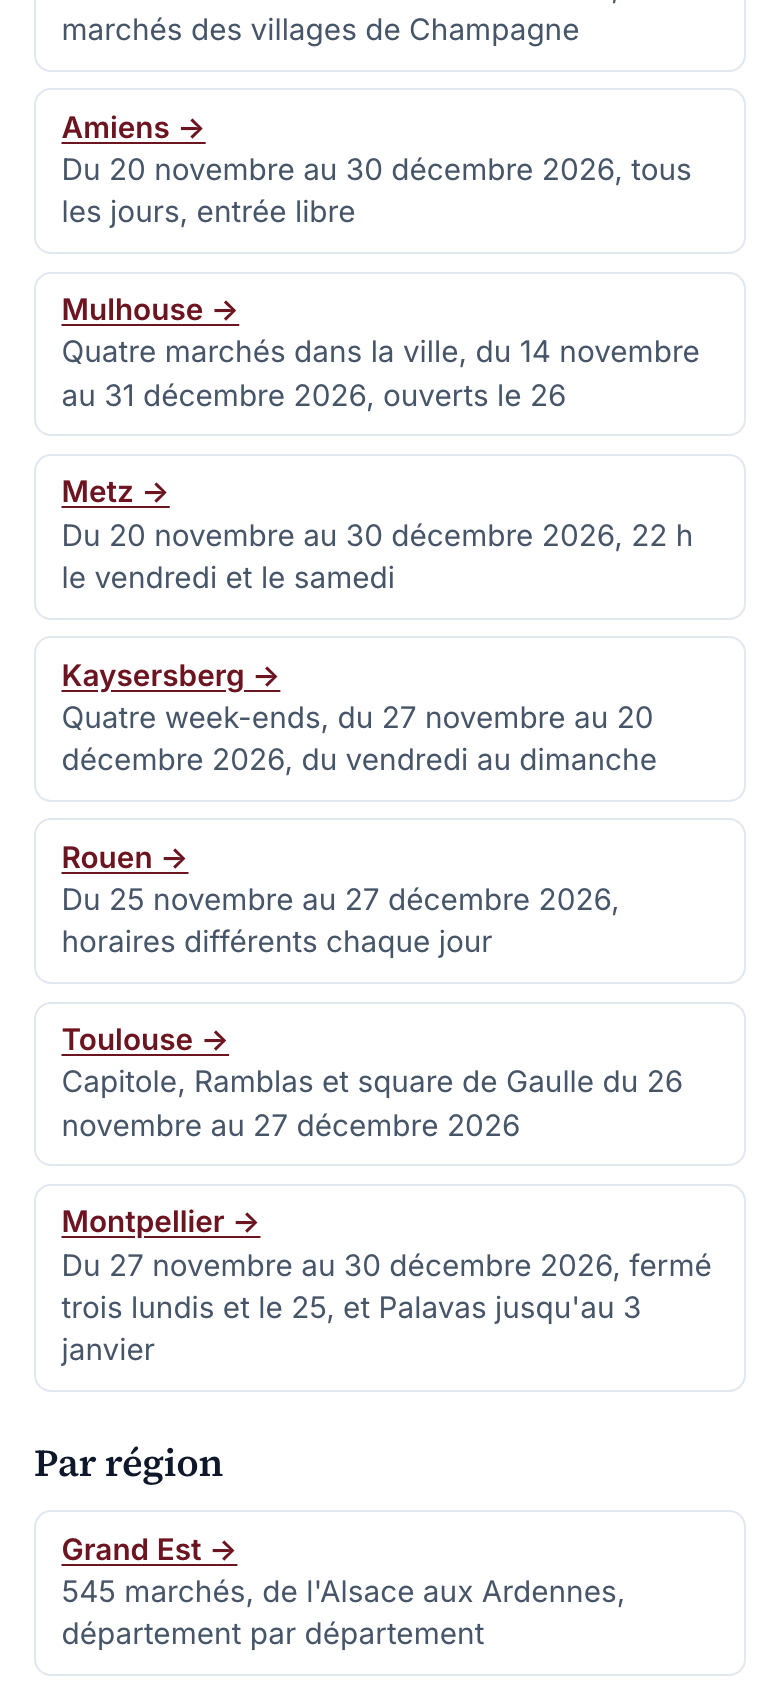 marchés des villages de Champagne
Amiens →
Du 20 novembre au 30 décembre 2026, tous
les jours, entrée libre
Mulhouse →
Quatre marchés dans la ville, du 14 novembre
au 31 décembre 2026, ouverts le 26
Metz →
Du 20 novembre au 30 décembre 2026, 22 h
le vendredi et le samedi
Kaysersberg →
Quatre week-ends, du 27 novembre au 20
décembre 2026, du vendredi au dimanche
Rouen →
Du 25 novembre au 27 décembre 2026,
horaires différents chaque jour
Toulouse →
Capitole, Ramblas et square de Gaulle du 26
novembre au 27 décembre 2026
Montpellier →
Du 27 novembre au 30 décembre 2026, fermé
trois lundis et le 25, et Palavas jusqu'au 3
janvier
Par région
Grand Est →
545 marchés, de l'Alsace aux Ardennes,
département par département